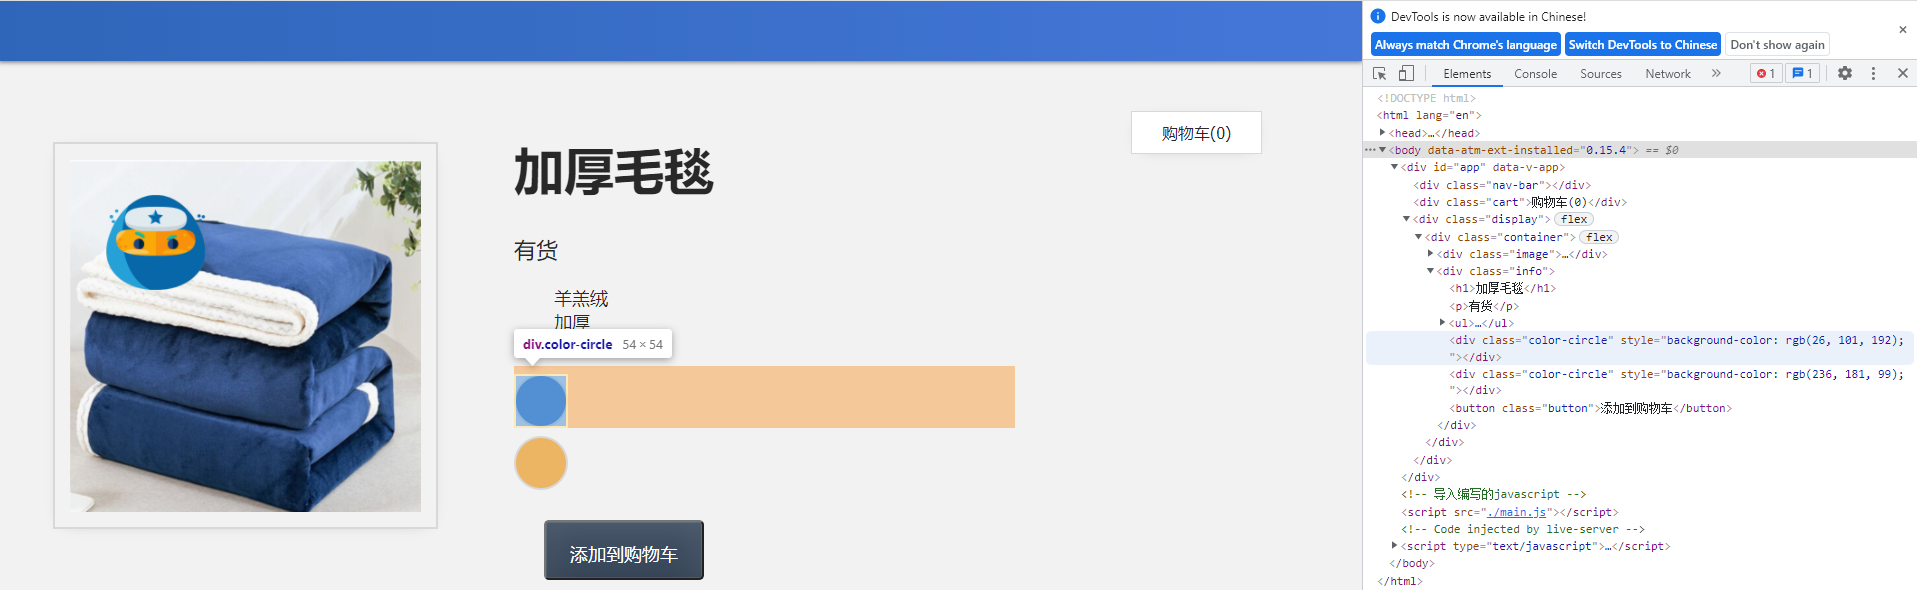 购物车(0)
加厚毛毯
有货
羊羔绒
加厚
div.color-circle 54 × 54
添加到购物车
DevTools is now available in Chinese!
Always match Chrome's language
Switch DevTools to Chinese
Don't show again
Elements
Console
Sources
Network
»
1
1
<!DOCTYPE html>
<html lang="en">
<head>…</head>
<body data-atm-ext-installed="0.15.4"> == $0
<div id="app" data-v-app>
<div class="nav-bar"></div>
<div class="cart">购物车(0)</div>
<div class="display"> flex
<div class="container"> flex
<div class="image">…</div>
<div class="info">
<h1>加厚毛毯</h1>
<p>有货</p>
<ul>…</ul>
<div class="color-circle" style="background-color: rgb(26, 101, 192);
"></div>
<div class="color-circle" style="background-color: rgb(236, 181, 99);
"></div>
<button class="button">添加到购物车</button>
</div>
</div>
</div>
</div>
<!-- 导入编写的javascript -->
<script src="./main.js"></script>
<!-- Code injected by live-server -->
<script type="text/javascript">…</script>
</body>
</html>